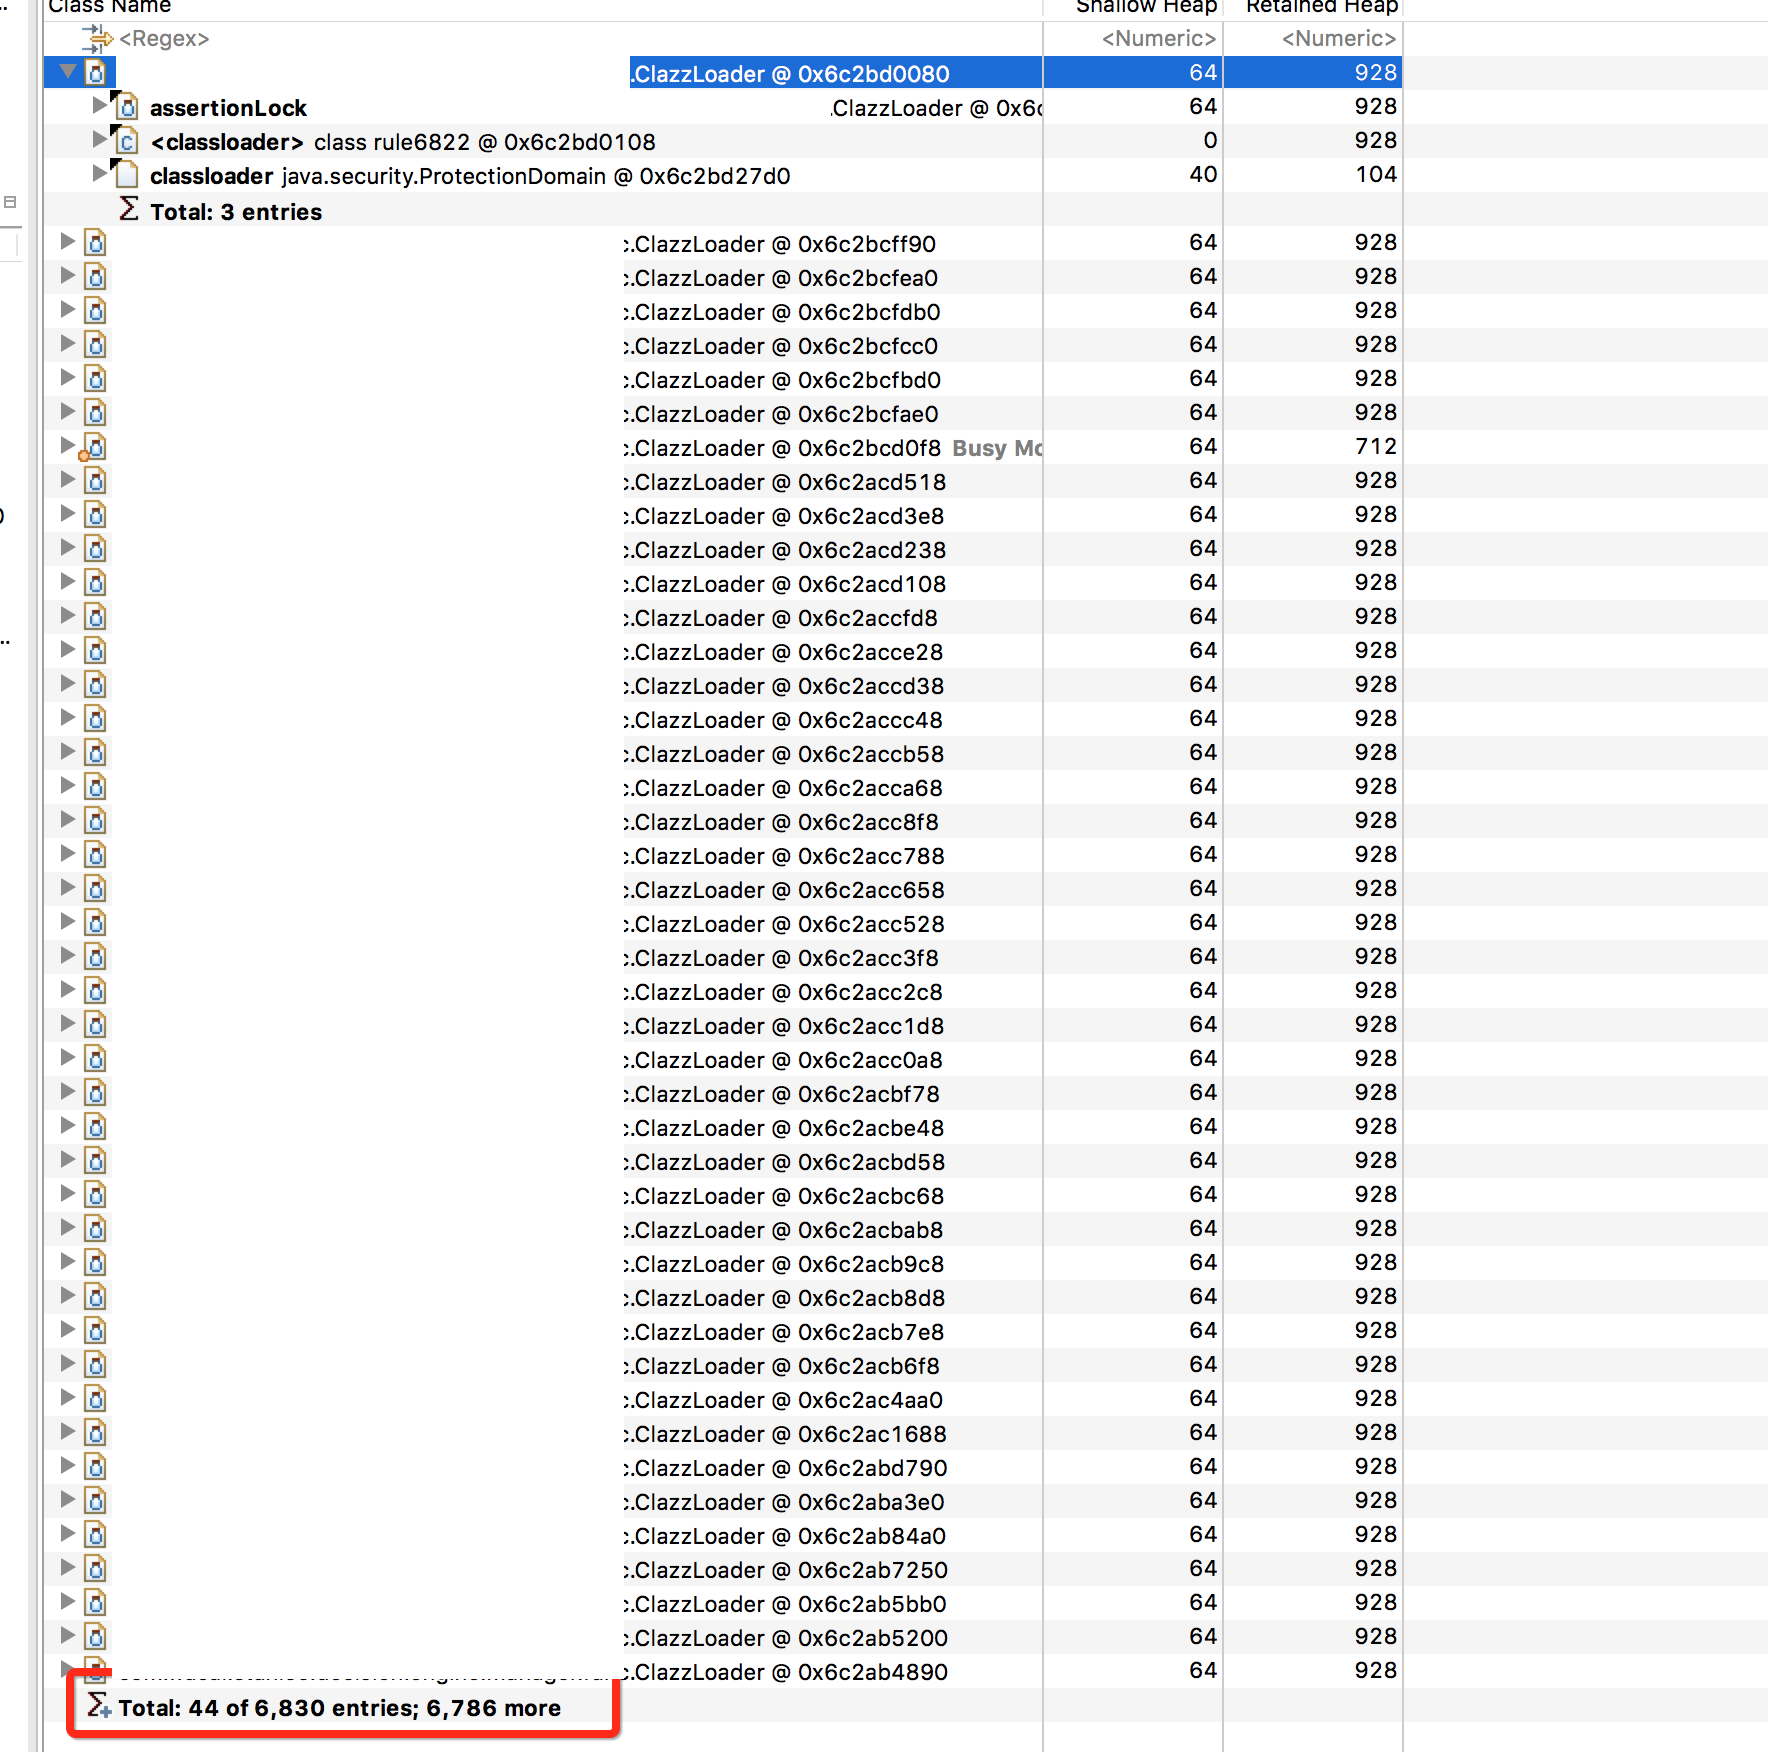 Class Name Shallow Heap Retained Heap
<Regex> <Numeric> <Numeric>
.ClazzLoader @ 0x6c2bd0080 64 928
assertionLock .ClazzLoader @ 0x6c 64 928
<classloader> class rule6822 @ 0x6c2bd0108 0 928
classloader java.security.ProtectionDomain @ 0x6c2bd27d0 40 104
Total: 3 entries
c.ClazzLoader @ 0x6c2bcff90 64 928
c.ClazzLoader @ 0x6c2bcfea0 64 928
c.ClazzLoader @ 0x6c2bcfdb0 64 928
c.ClazzLoader @ 0x6c2bcfcc0 64 928
c.ClazzLoader @ 0x6c2bcfbd0 64 928
c.ClazzLoader @ 0x6c2bcfae0 64 928
c.ClazzLoader @ 0x6c2bcd0f8 Busy Mo 64 712
c.ClazzLoader @ 0x6c2acd518 64 928
c.ClazzLoader @ 0x6c2acd3e8 64 928
c.ClazzLoader @ 0x6c2acd238 64 928
c.ClazzLoader @ 0x6c2acd108 64 928
c.ClazzLoader @ 0x6c2accfd8 64 928
c.ClazzLoader @ 0x6c2acce28 64 928
c.ClazzLoader @ 0x6c2accd38 64 928
c.ClazzLoader @ 0x6c2accc48 64 928
c.ClazzLoader @ 0x6c2accb58 64 928
c.ClazzLoader @ 0x6c2acca68 64 928
c.ClazzLoader @ 0x6c2acc8f8 64 928
c.ClazzLoader @ 0x6c2acc788 64 928
c.ClazzLoader @ 0x6c2acc658 64 928
c.ClazzLoader @ 0x6c2acc528 64 928
c.ClazzLoader @ 0x6c2acc3f8 64 928
c.ClazzLoader @ 0x6c2acc2c8 64 928
c.ClazzLoader @ 0x6c2acc1d8 64 928
c.ClazzLoader @ 0x6c2acc0a8 64 928
c.ClazzLoader @ 0x6c2acbf78 64 928
c.ClazzLoader @ 0x6c2acbe48 64 928
c.ClazzLoader @ 0x6c2acbd58 64 928
c.ClazzLoader @ 0x6c2acbc68 64 928
c.ClazzLoader @ 0x6c2acbab8 64 928
c.ClazzLoader @ 0x6c2acb9c8 64 928
c.ClazzLoader @ 0x6c2acb8d8 64 928
c.ClazzLoader @ 0x6c2acb7e8 64 928
c.ClazzLoader @ 0x6c2acb6f8 64 928
c.ClazzLoader @ 0x6c2ac4aa0 64 928
c.ClazzLoader @ 0x6c2ac1688 64 928
c.ClazzLoader @ 0x6c2abd790 64 928
c.ClazzLoader @ 0x6c2aba3e0 64 928
c.ClazzLoader @ 0x6c2ab84a0 64 928
c.ClazzLoader @ 0x6c2ab7250 64 928
c.ClazzLoader @ 0x6c2ab5bb0 64 928
c.ClazzLoader @ 0x6c2ab5200 64 928
c.ClazzLoader @ 0x6c2ab4890 64 928
Total: 44 of 6,830 entries; 6,786 more